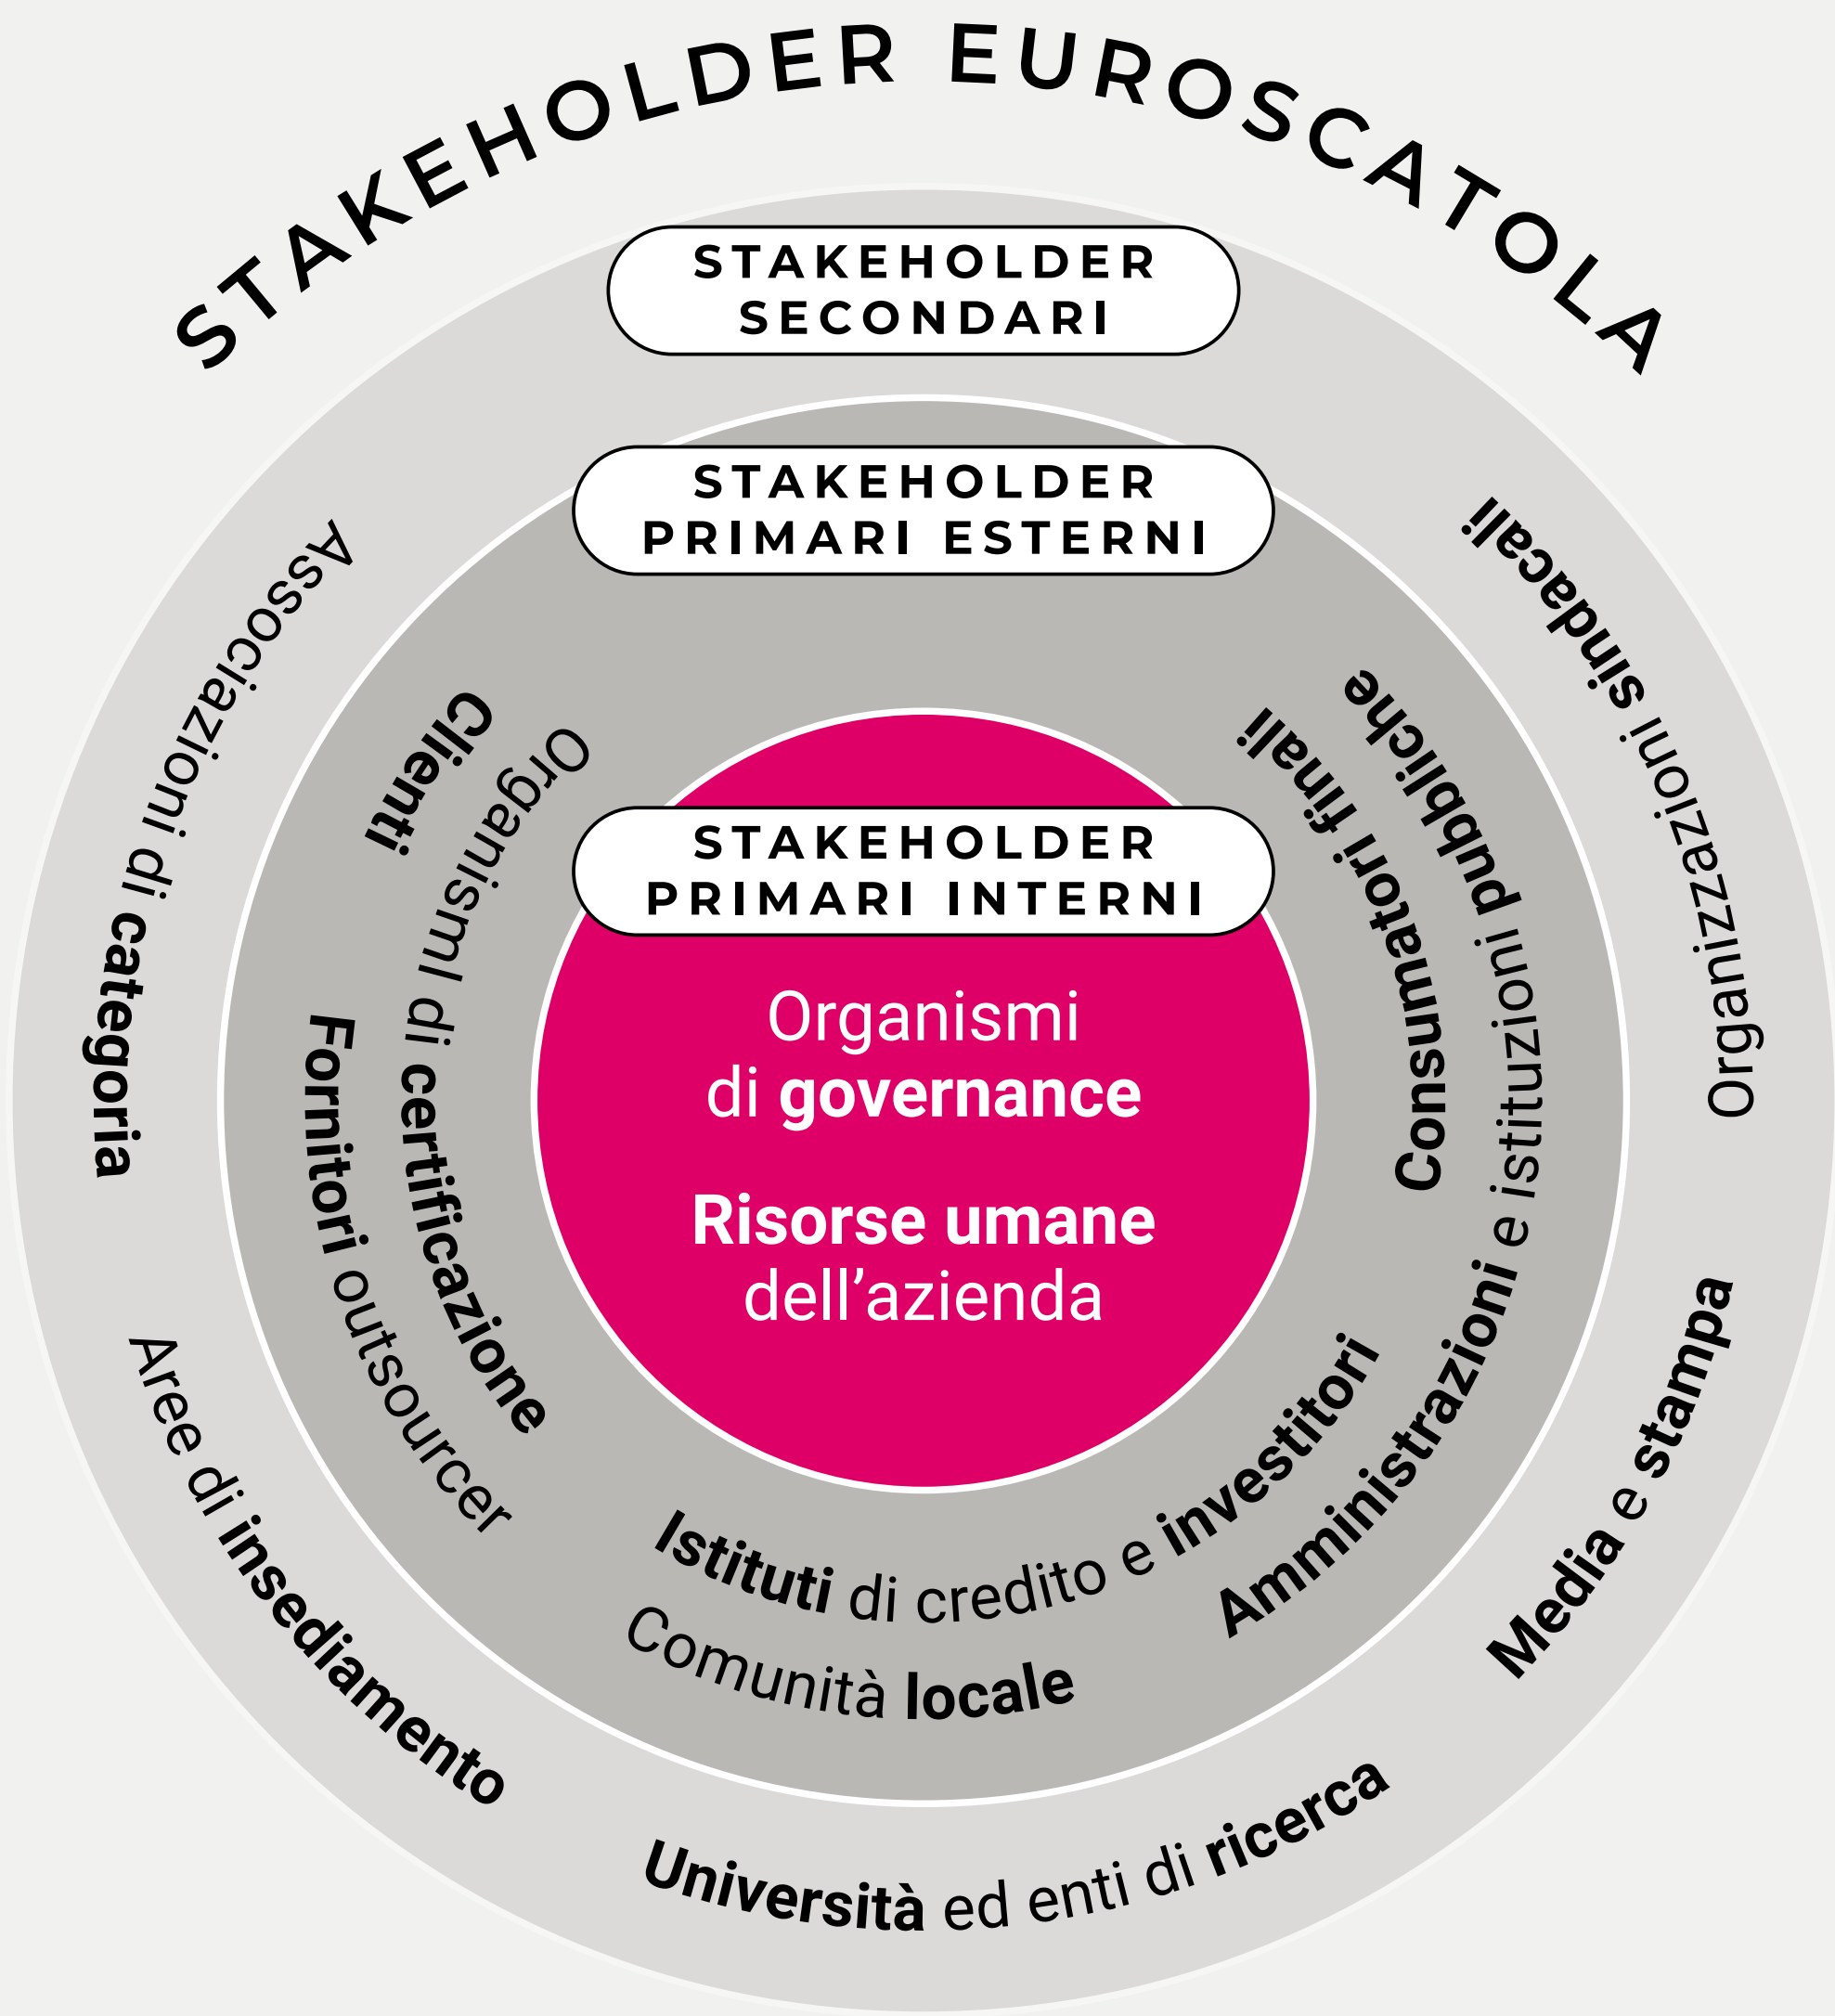 STAKEHOLDER EUROSCATOLA
STAKEHOLDER
SECONDARI
Associazioni di categoria
Aree di insediamento
Università ed enti di ricerca
Media e stampa
Organizzazioni sindacali
STAKEHOLDER
PRIMARI ESTERNI
Clienti
Fornitori outsourcer
OrganismI di certificazione
Istituti di credito e investitori
Comunità locale
Amministrazioni e istituzioni pubbliche
Consumatori finali
STAKEHOLDER
PRIMARI INTERNI
Organismi
di governance
Risorse umane
dell’azienda